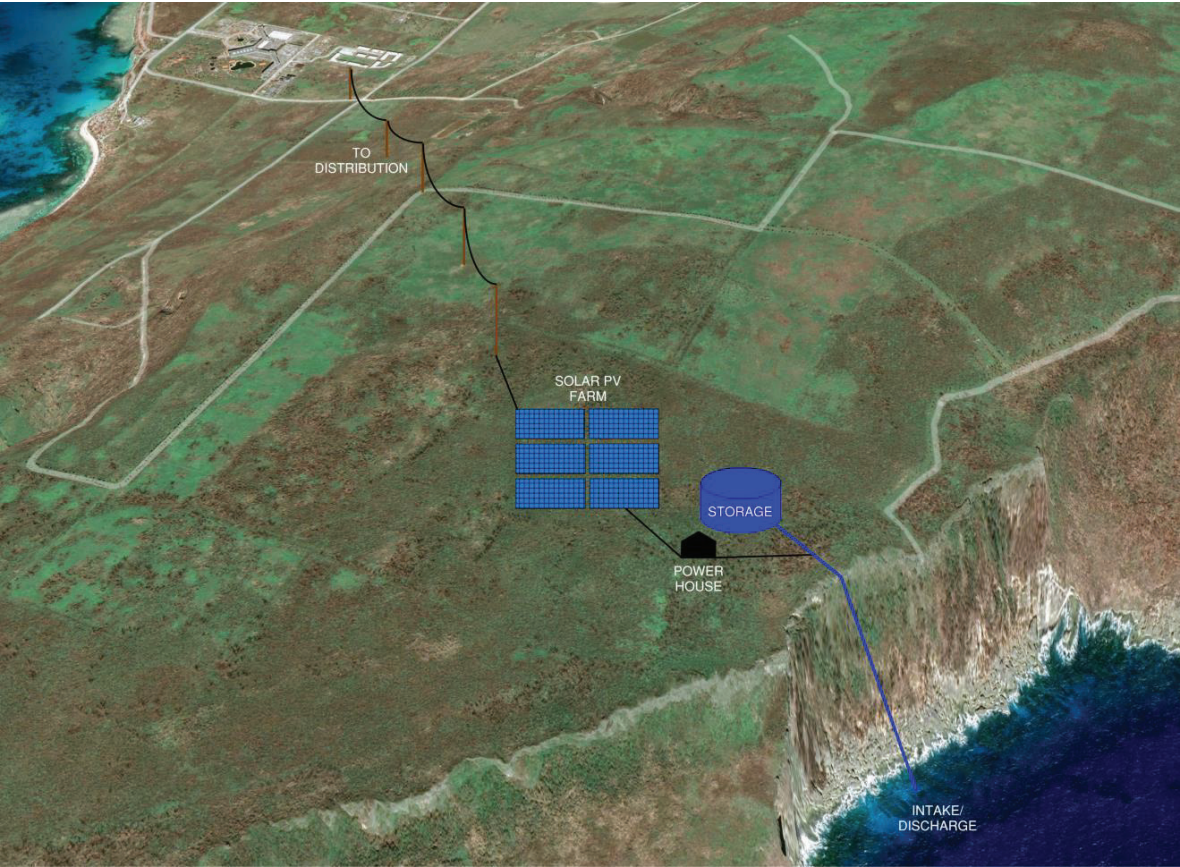 TO
DISTRIBUTION
SOLAR PV
FARM
STORAGE
POWER
HOUSE
INTAKE/
DISCHARGE